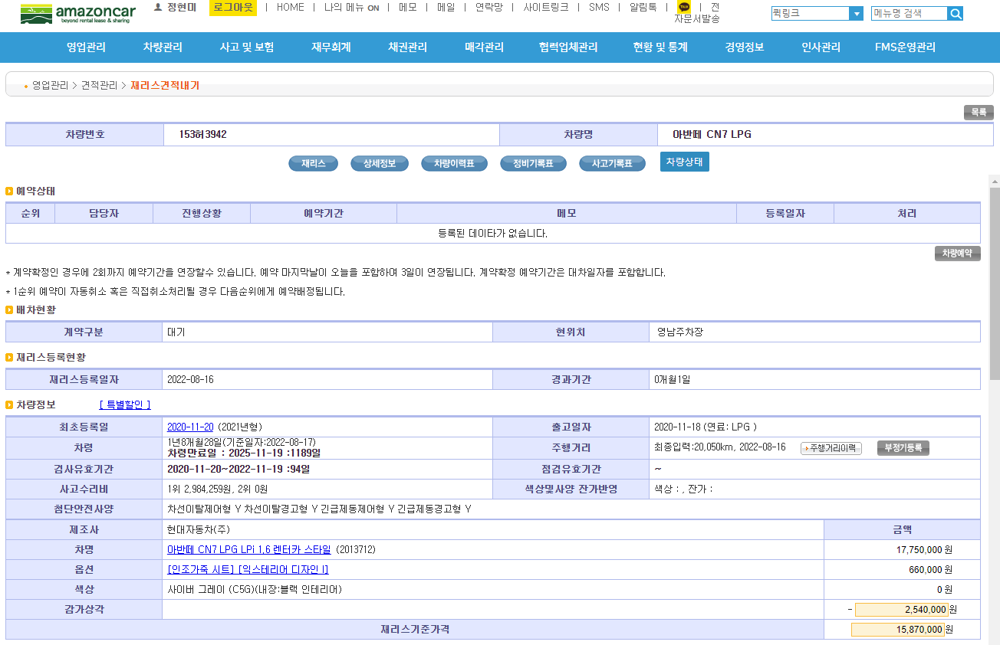 amazoncar
beyond rental lease & sharing
정현미 로그아웃 | HOME | 나의 메뉴 ON | 메모 | 메일 | 연락망 | 사이트링크 | SMS | 알림톡 | TALK | 전
자문서발송
퀵링크 메뉴명 검색
영업관리 차량관리 사고 및 보험 재무회계 채권관리 매각관리 협력업체관리 현황 및 통계 경영정보 인사관리 FMS운영관리
영업관리 > 견적관리 > 재리스견적내기
목록
차량번호 153허3942 차량명 아반떼 CN7 LPG
재리스 상세정보 차량이력표 정비기록표 사고기록표 차량상태
예약상태
순위 담당자 진행상황 예약기간 메모 등록일자 처리
등록된 데이타가 없습니다.
차량예약
* 계약확정인 경우에 2회까지 예약기간을 연장할수 있습니다. 예약 마지막날이 오늘을 포함하여 3일이 연장됩니다. 계약확정 예약기간은 대차일자를 포함합니다.
* 1순위 예약이 자동취소 혹은 직접취소처리될 경우 다음순위에게 예약배정됩니다.
배차현황
계약구분 대기 현위치 영남주차장
재리스등록현황
재리스등록일자 2022-08-16 경과기간 0개월1일
차량정보 [ 특별할인 ]
최초등록일 2020-11-20 (2021년형) 출고일자 2020-11-18 (연료: LPG )
차령 1년8개월28일(기준일자:2022-08-17)
차령만료일 : 2025-11-19 :1189일
주행거리 최종입력:20,050km, 2022-08-16 주행거리이력 부정기등록
검사유효기간 2020-11-20~2022-11-19 :94일 점검유효기간 ~
사고수리비 1위 2,984,259원, 2위 0원 색상및사양 잔가반영 색상 : , 잔가 :
첨단안전사양 차선이탈제어형 Y 차선이탈경고형 Y 긴급제동제어형 Y 긴급제동경고형 Y
제조사 현대자동차(주) 금액
차명 아반떼 CN7 LPG LPi 1.6 렌터카 스타일 (2013712) 17,750,000 원
옵션 [인조가죽 시트] [익스테리어 디자인 I] 660,000 원
색상 사이버 그레이 (C5G)(내장:블랙 인테리어) 0 원
감가상각 - 2,540,000 원
재리스기준가격 15,870,000 원